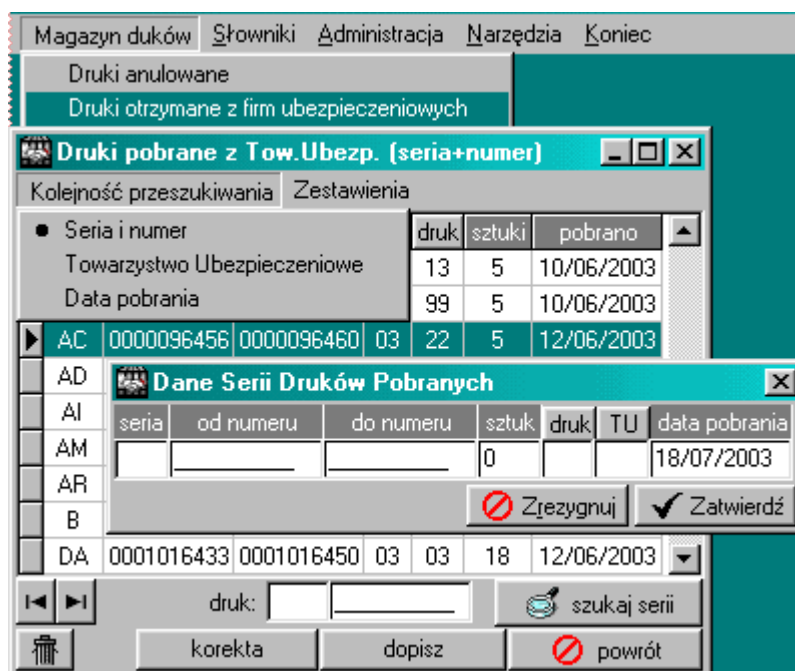 Magazyn duków Słowniki Administracja Narzędzia Koniec
Druki anulowane
Druki otrzymane z firm ubezpieczeniowych
Druki pobrane z Tow.Ubezp. (seria+numer)
Kolejność przeszukiwania Zestawienia
Seria i numer
Towarzystwo Ubezpieczeniowe
Data pobrania
druk sztuki pobrano
13 5 10/06/2003
99 5 10/06/2003
AC 0000096456 0000096460 03 22 5 12/06/2003
AD
AI
AM
AR
B
Dane Serii Druków Pobranych
seria od numeru do numeru sztuk druk TU data pobrania
0 18/07/2003
Zrezygnuj Zatwierdź
DA 0001016433 0001016450 03 03 18 12/06/2003
druk: szukaj serii
korekta dopisz powrót